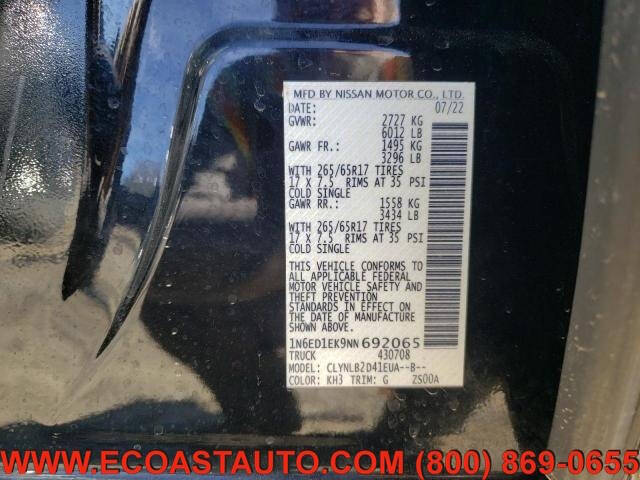 MFD BY NISSAN MOTOR CO., LTD.
DATE: 07/22
GVWR: 2727 KG
6012 LB
GAWR FR.: 1495 KG
3296 LB
WITH 265/65R17 TIRES
17 X 7.5 RIMS AT 35 PSI
COLD SINGLE
GAWR RR.: 1558 KG
3434 LB
WITH 265/65R17 TIRES
17 X 7.5 RIMS AT 35 PSI
COLD SINGLE
THIS VEHICLE CONFORMS TO
ALL APPLICABLE FEDERAL
MOTOR VEHICLE SAFETY AND
THEFT PREVENTION
STANDARDS IN EFFECT ON
THE DATE OF MANUFACTURE
SHOWN ABOVE.
1N6ED1EK9NN692065
TRUCK 430708
MODEL: CLYNLB2D41EUA--B--
COLOR: KH3 TRIM: G ZS00A
WWW.ECOASTAUTO.COM (800) 869-0655